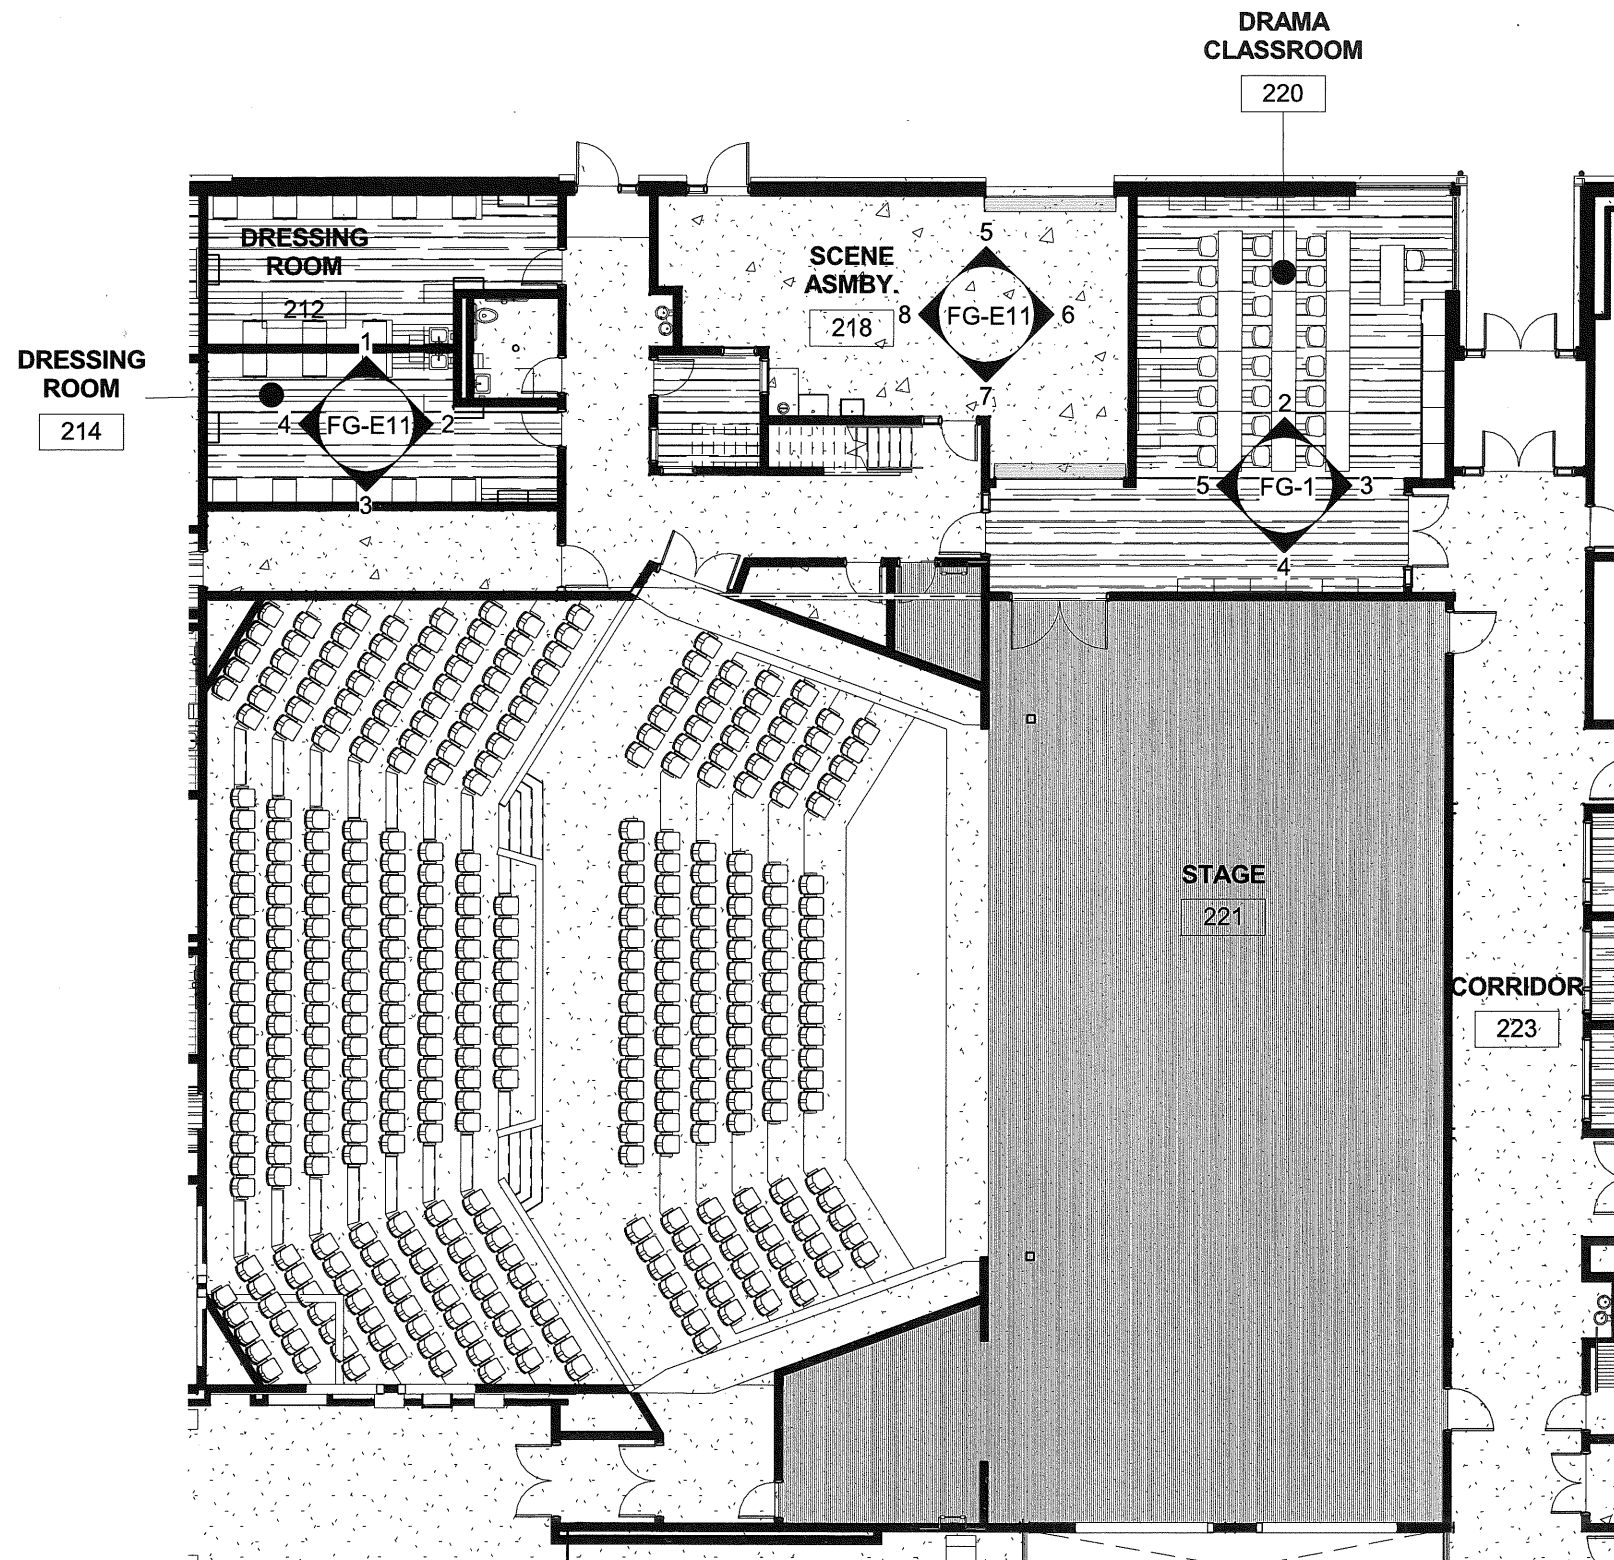 DRAMA
CLASSROOM
220
DRESSING
ROOM
212
SCENE
ASMBY.
218
5
8 FG-E11 6
7
DRESSING
ROOM
214
1
4 FG-E11 2
3
2
5 FG-1 3
4
STAGE
221
CORRIDOR
223